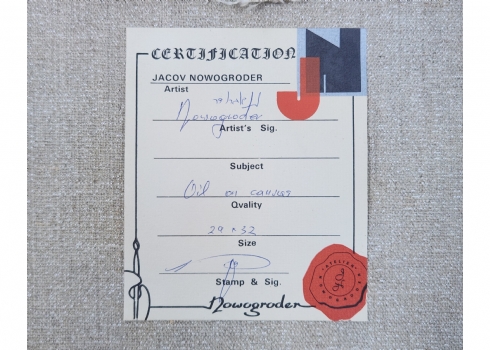 CERTIFICATION
JACOV NOWOGRODER
Artist
Nowogroder
Artist's Sig.
Subject
Oil on canvas
Qvality
29 x 32
Size
Stamp & Sig.
Nowogroder